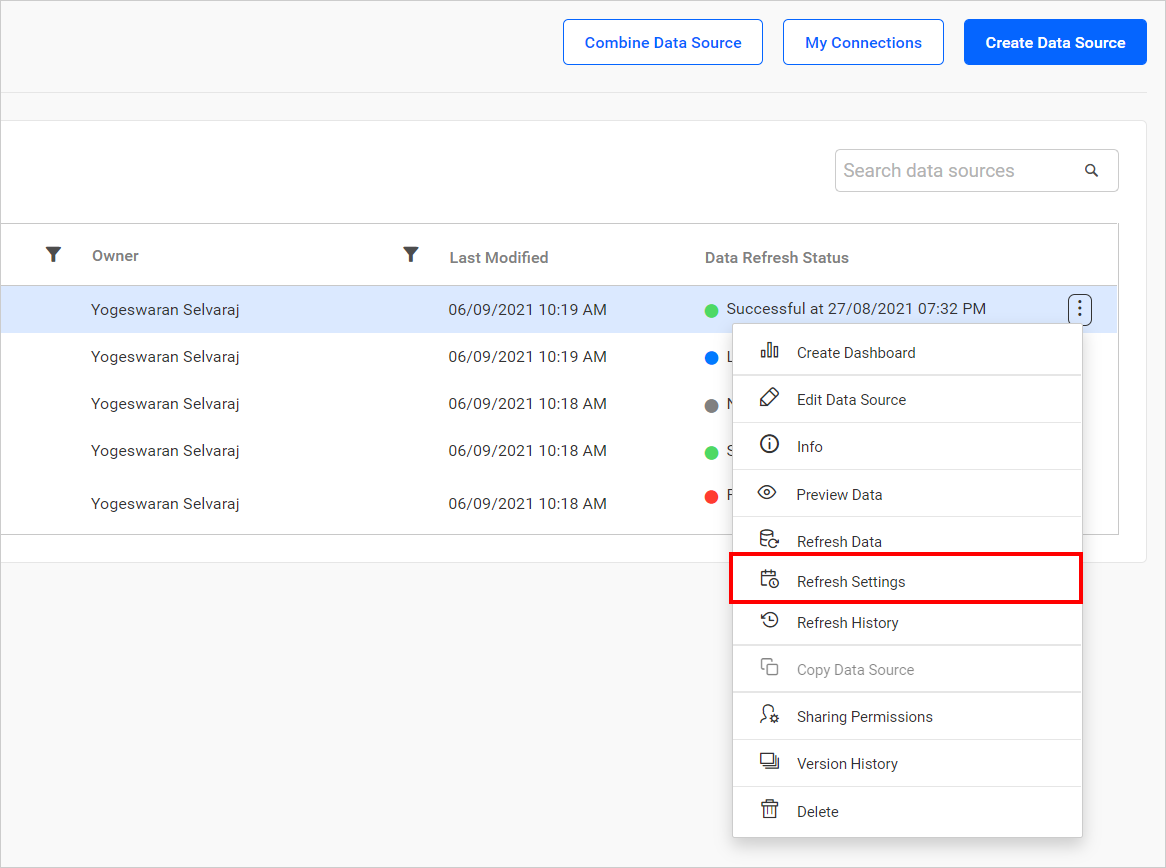 Combine Data Source My Connections Create Data Source
Search data sources
Owner Last Modified Data Refresh Status
Yogeswaran Selvaraj 06/09/2021 10:19 AM Successful at 27/08/2021 07:32 PM
Yogeswaran Selvaraj 06/09/2021 10:19 AM
Yogeswaran Selvaraj 06/09/2021 10:18 AM
Yogeswaran Selvaraj 06/09/2021 10:18 AM
Yogeswaran Selvaraj 06/09/2021 10:18 AM
Create Dashboard
Edit Data Source
Info
Preview Data
Refresh Data
Refresh Settings
Refresh History
Copy Data Source
Sharing Permissions
Version History
Delete